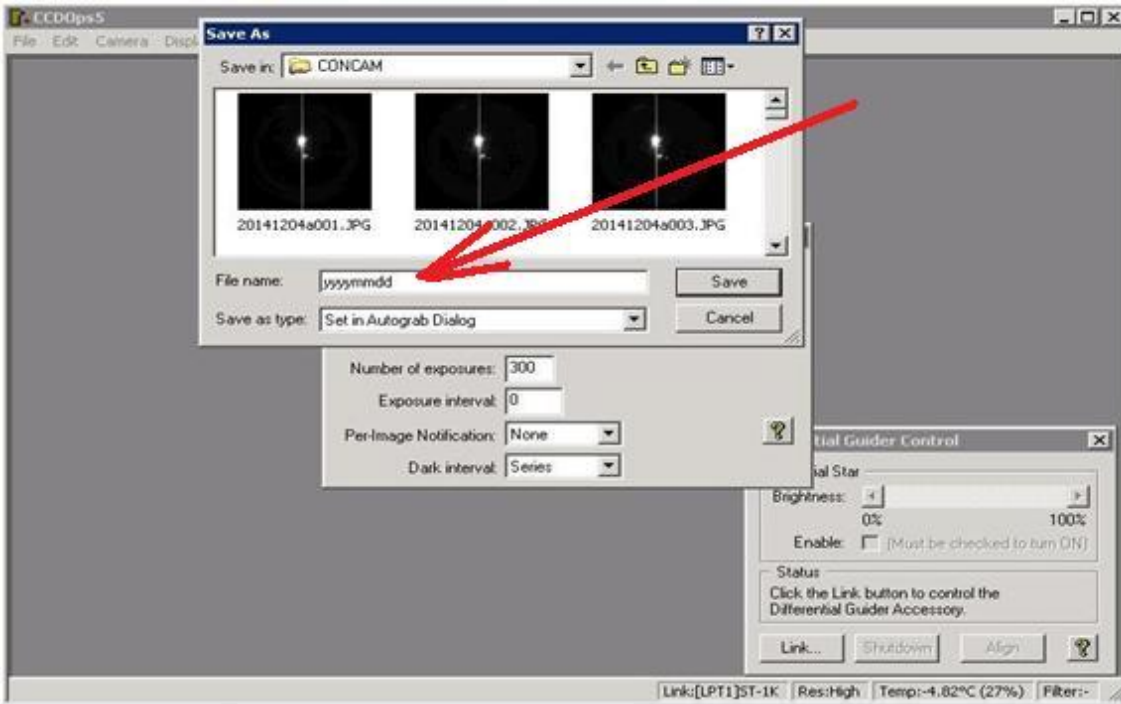 CCDOps5
File Edit Camera Displ
Save As
Save in: CONCAM
20141204a001.JPG 20141204a002.JPG 20141204a003.JPG
File name: yyyymmdd
Save
Save as type: Set in Autograb Dialog
Cancel
Number of exposures: 300
Exposure interval: 0
Per-Image Notification: None
Dark interval: Series
tial Guider Control
ial Star
Brightness:
0% 100%
Enable: (Must be checked to turn ON)
Status
Click the Link button to control the
Differential Guider Accessory.
Link... Shutdown Align
Link:[LPT1]ST-1K Res:High Temp:-4.82°C (27%) Filter:-